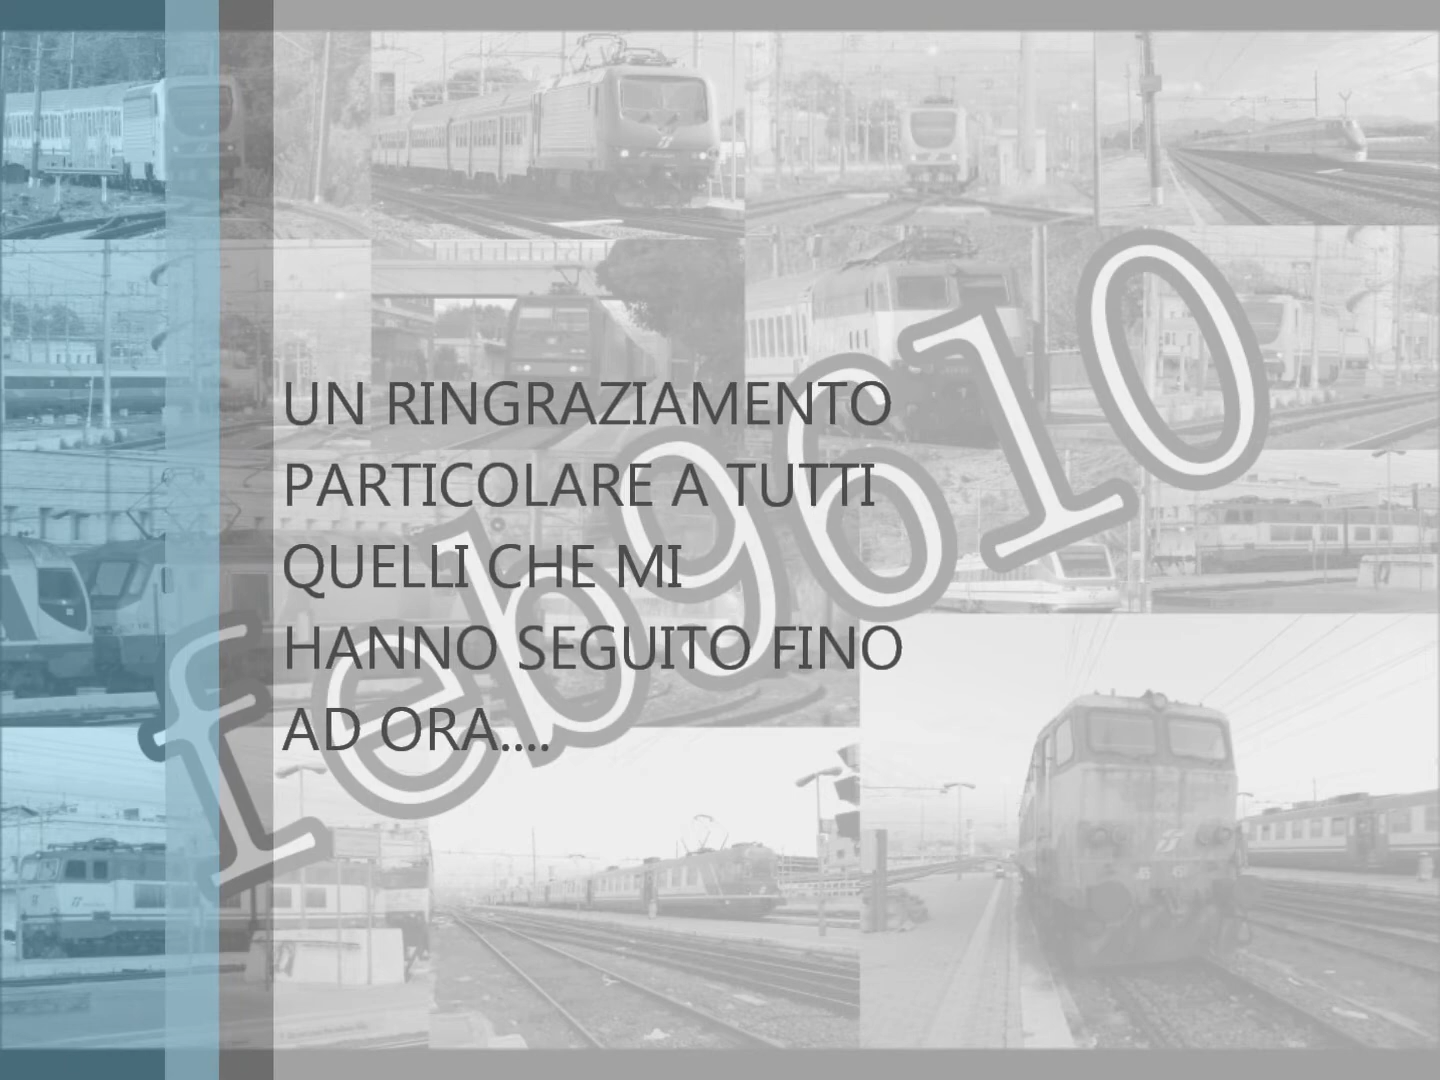 UN RINGRAZIAMENTO
PARTICOLARE A TUTTI
QUELLI CHE MI
HANNO SEGUITO FINO
AD ORA....
feb9610